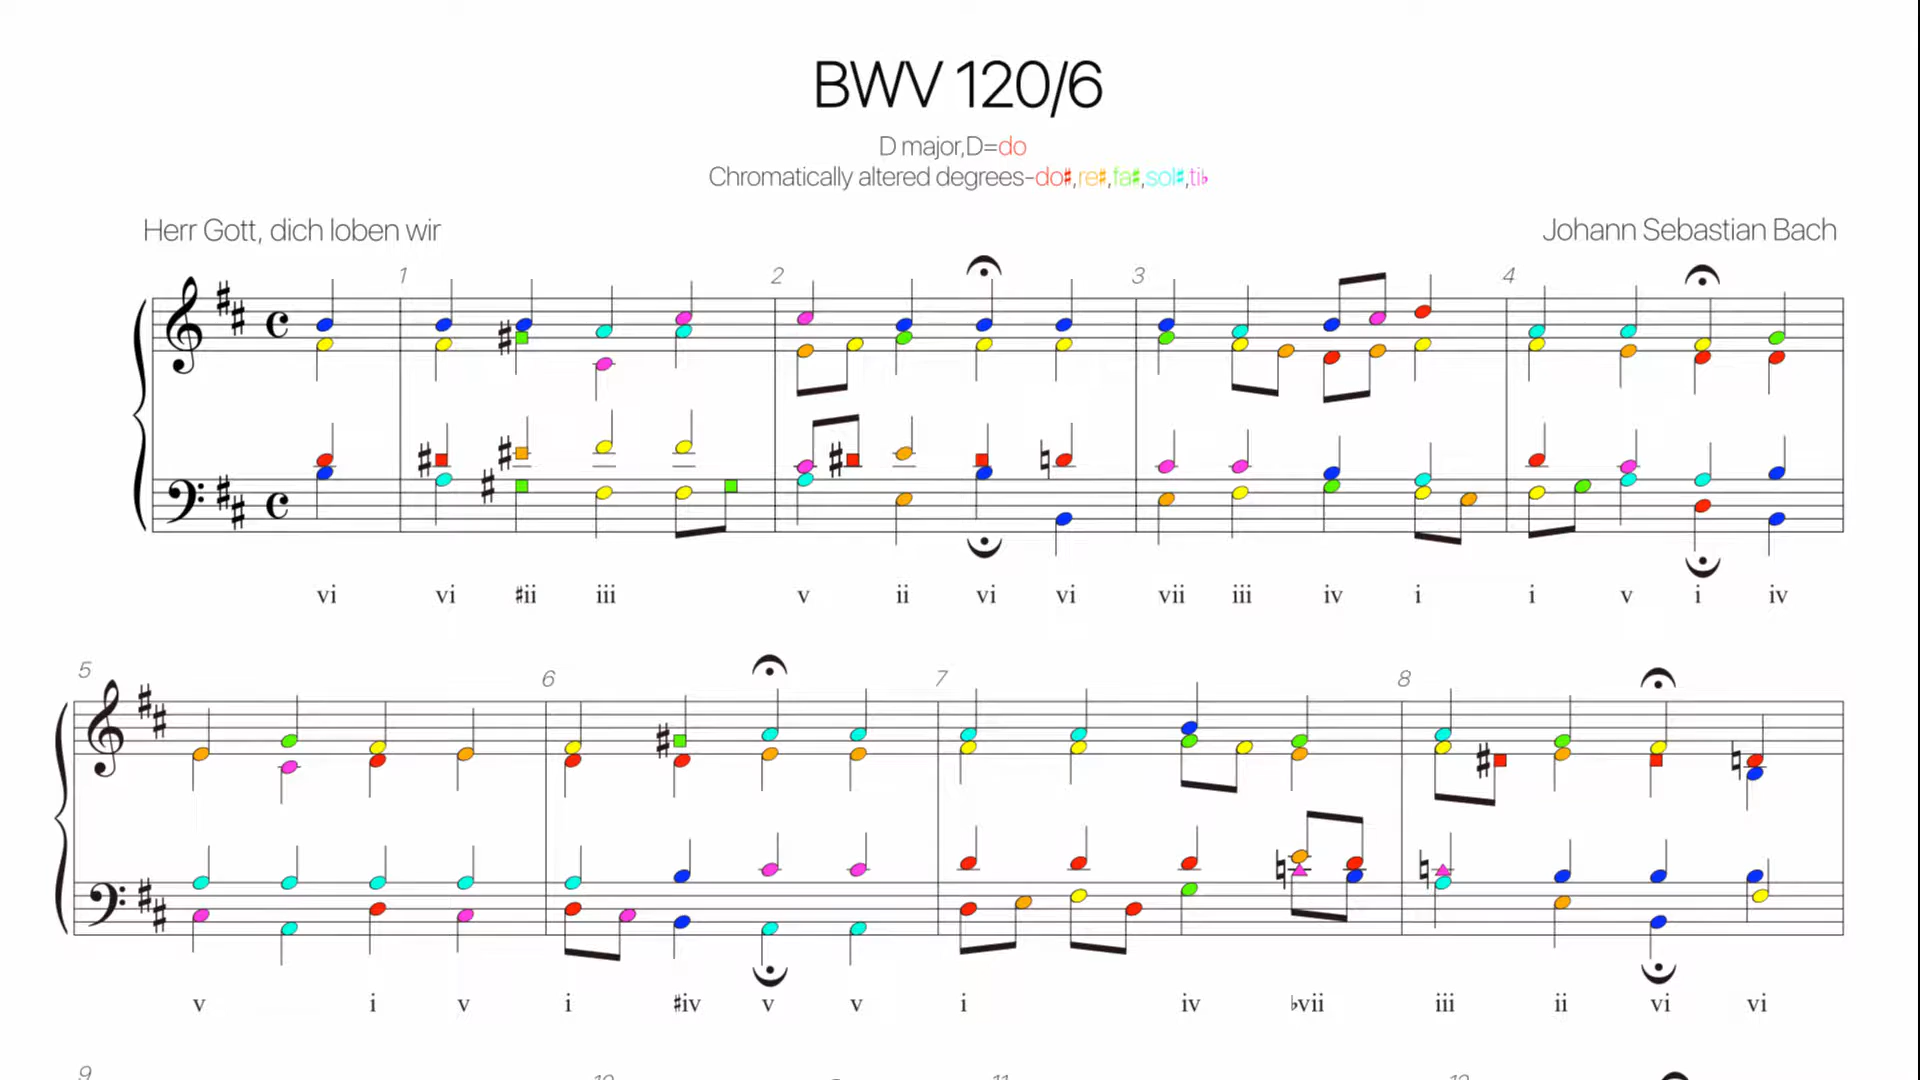 BWV 120/6
D major,D=do
Chromatically altered degrees-do♯,re♯,fa♯,sol♯,ti♭
Herr Gott, dich loben wir
Johann Sebastian Bach
1 2 3 4
vi vi ♯ii iii v ii vi vi vii iii iv i i v i iv
5 6 7 8
v i v i ♯iv v v i iv ♭vii iii ii vi vi
9